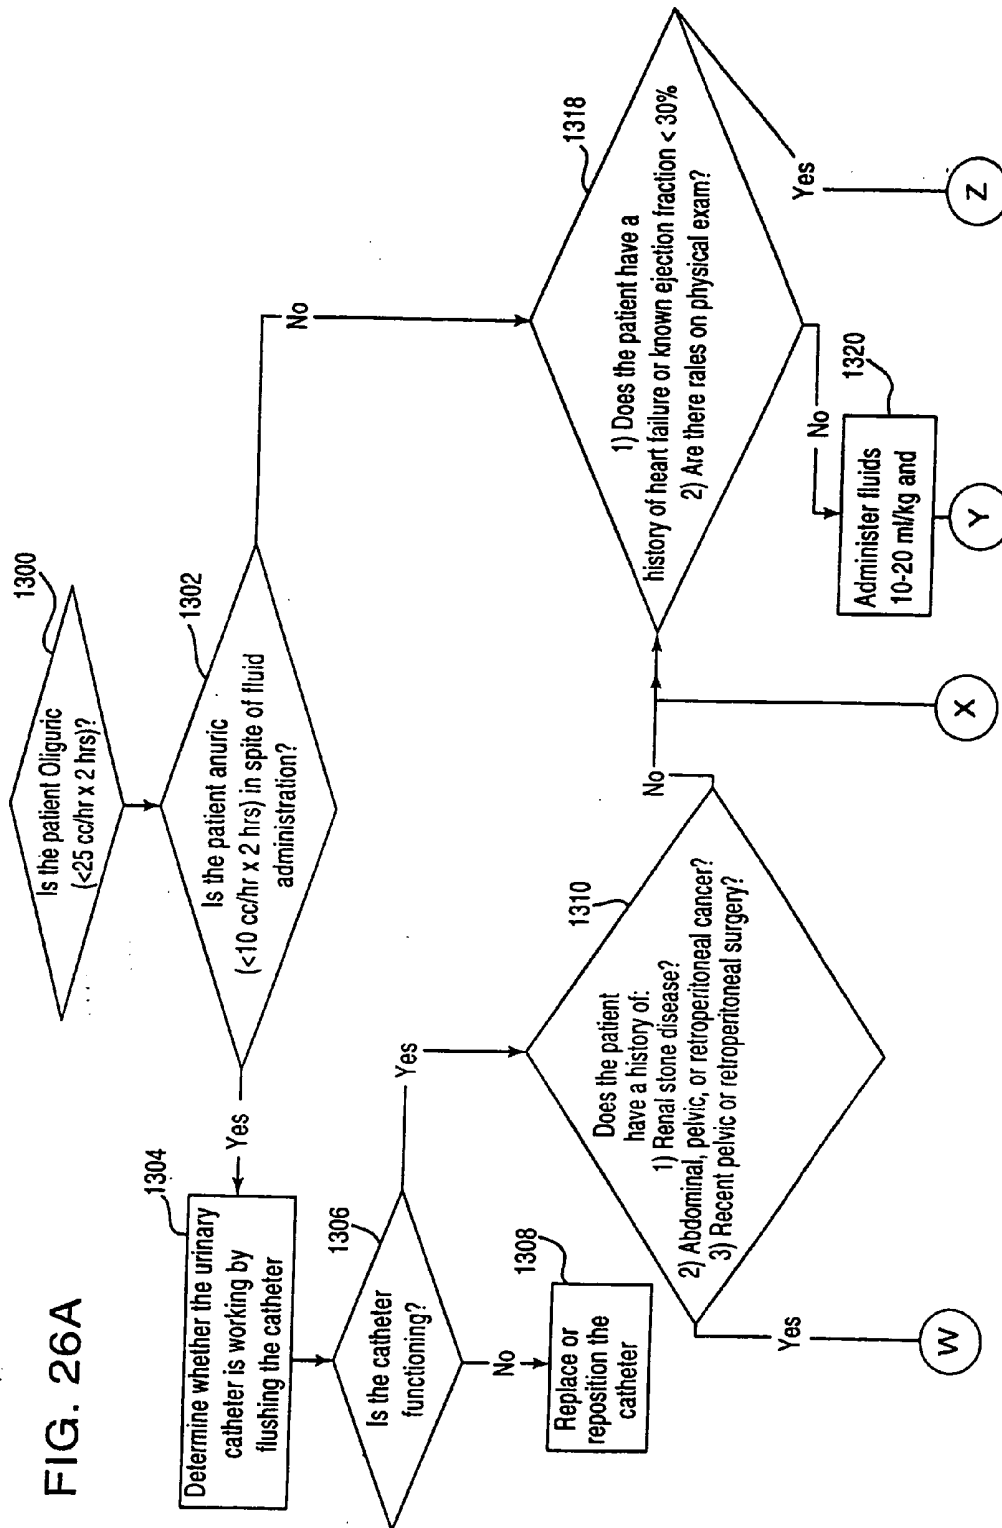 FIG. 26A
1300
Is the patient Oliguric
(<25 cc/hr x 2 hrs)?
1302
Is the patient anuric
(<10 cc/hr x 2 hrs) in spite of fluid
administration?
Yes
No
1304
Determine whether the urinary
catheter is working by
flushing the catheter
1306
Is the catheter
functioning?
Yes
No
1308
Replace or
reposition the
catheter
1310
Does the patient
have a history of:
1) Renal stone disease?
2) Abdominal, pelvic, or retroperitoneal cancer?
3) Recent pelvic or retroperitoneal surgery?
Yes
No
W
X
1318
1) Does the patient have a
history of heart failure or known ejection fraction < 30%
2) Are there rales on physical exam?
No
Yes
1320
Administer fluids
10-20 ml/kg and
Y
Z